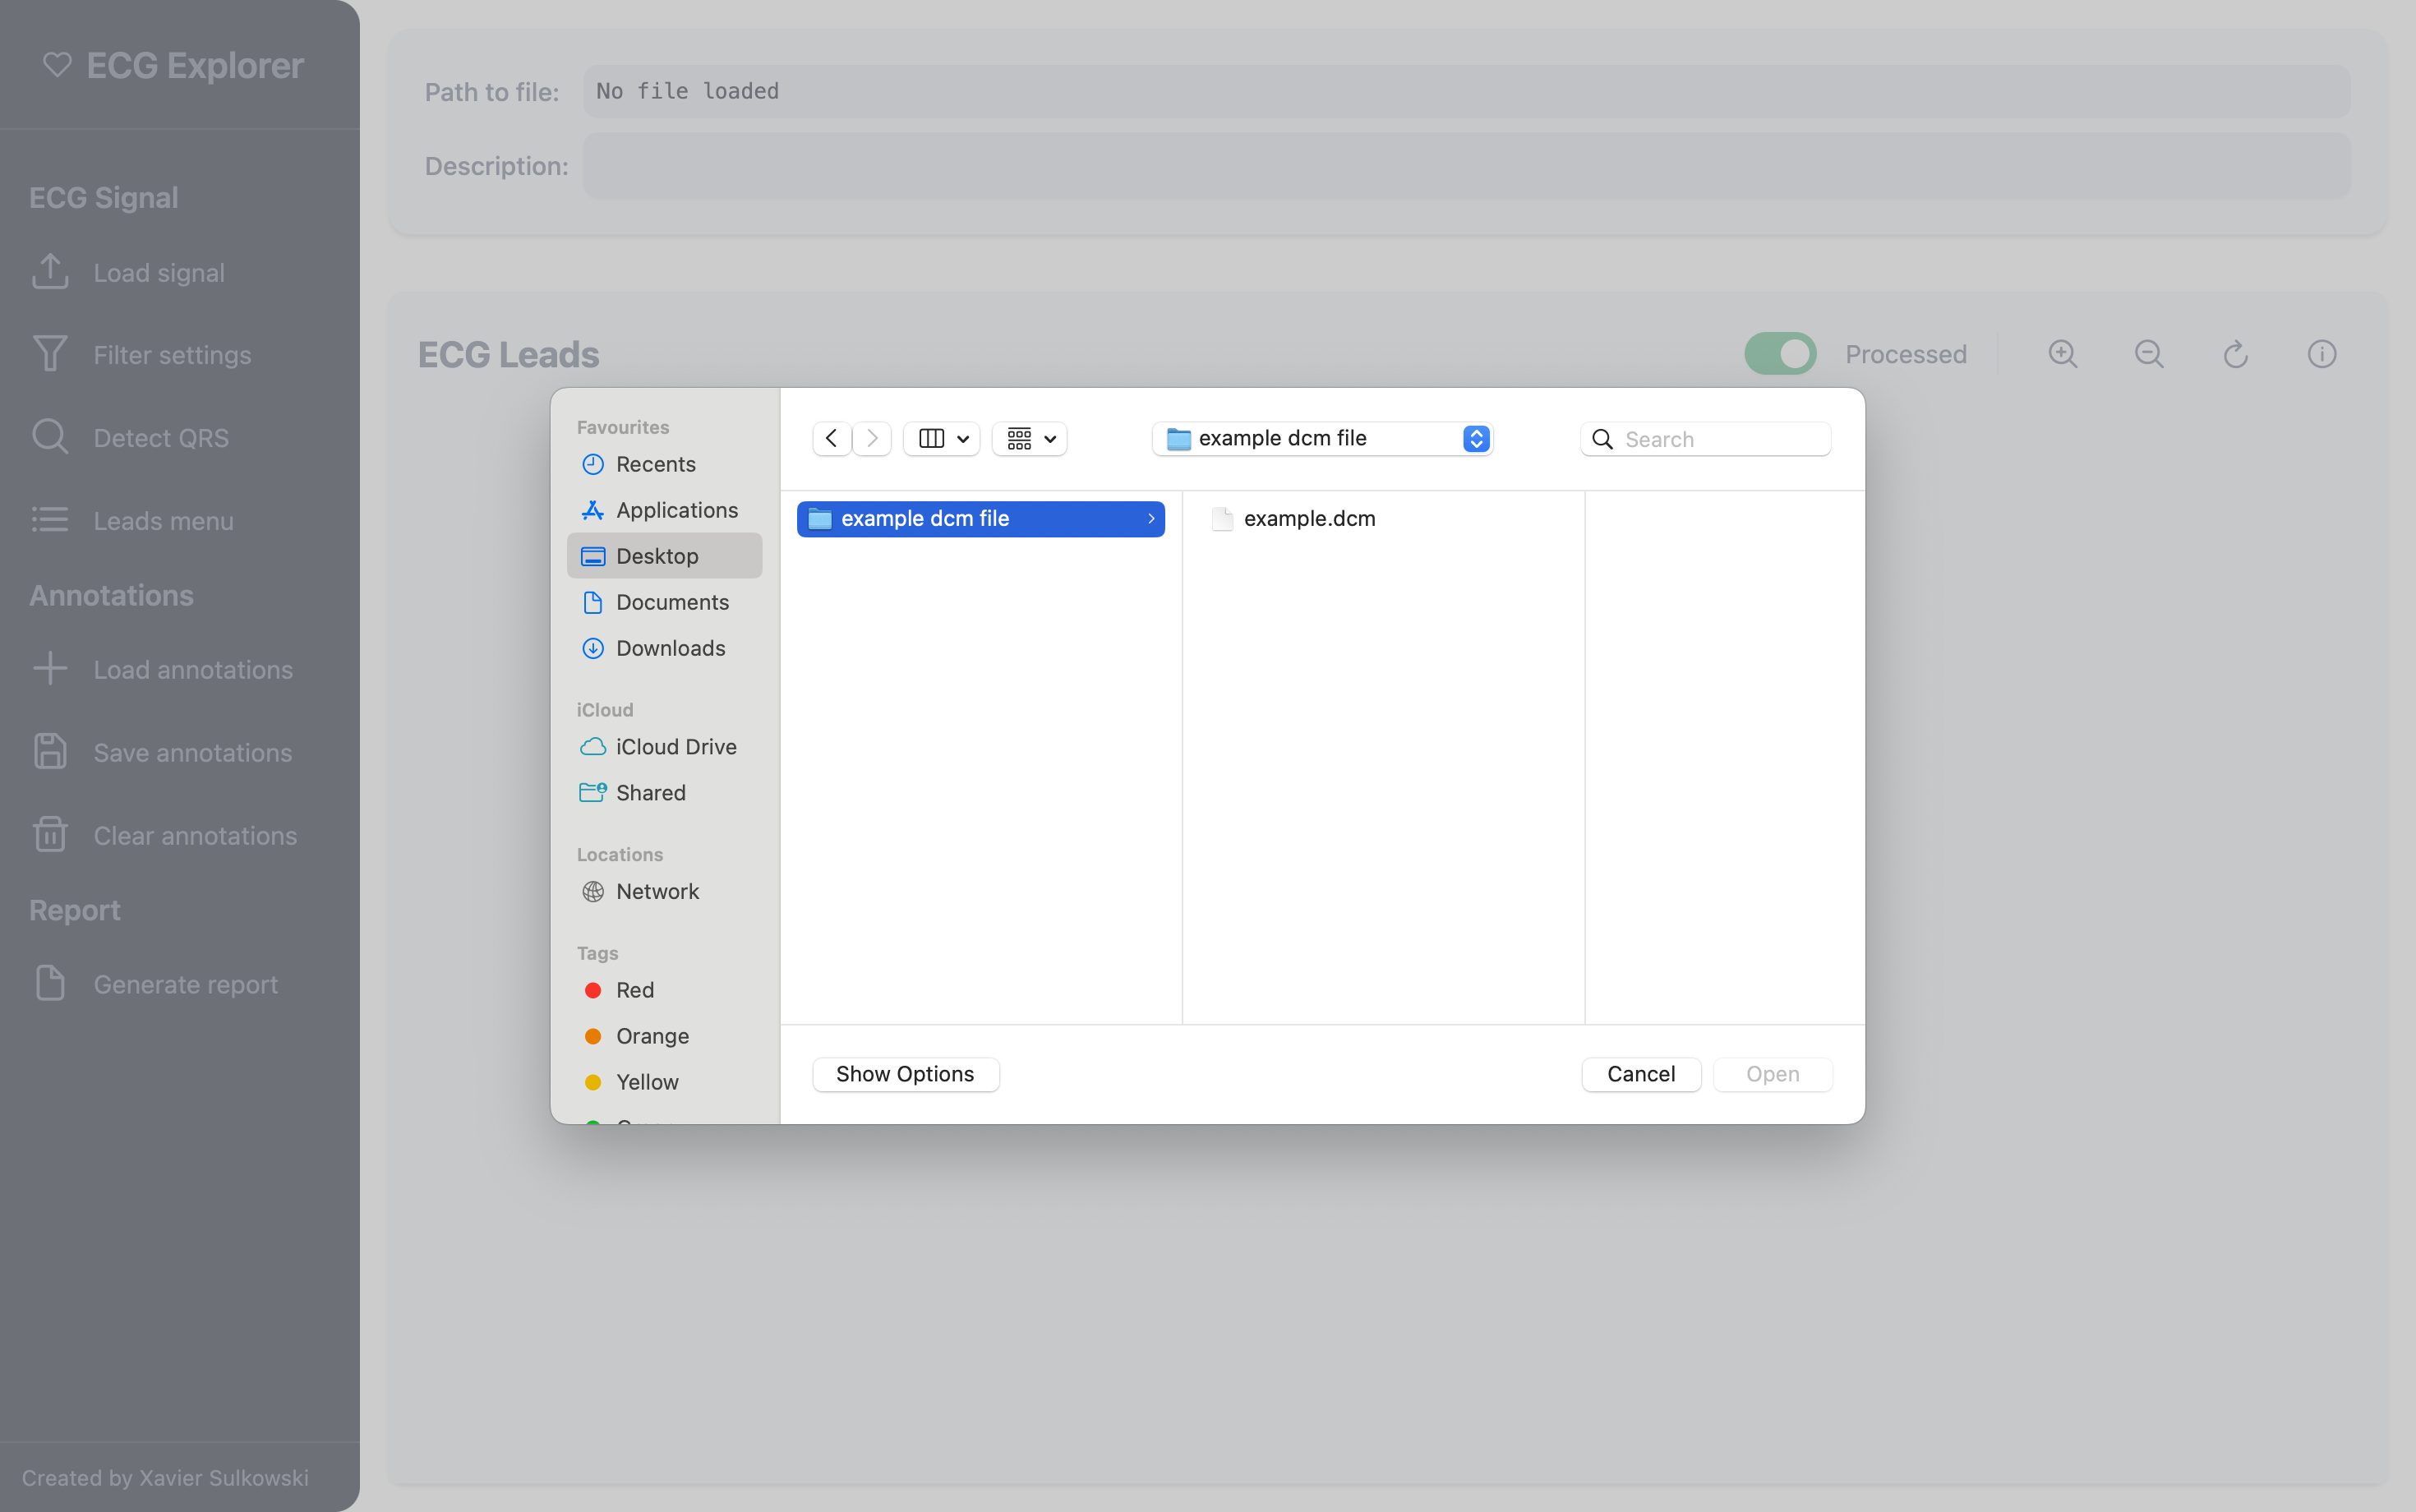 ECG Explorer
ECG Signal
Load signal
Filter settings
Detect QRS
Leads menu
Annotations
Load annotations
Save annotations
Clear annotations
Report
Generate report
Created by Xavier Sulkowski
Path to file: No file loaded
Description:
ECG Leads
Processed
Favourites
Recents
Applications
Desktop
Documents
Downloads
iCloud
iCloud Drive
Shared
Locations
Network
Tags
Red
Orange
Yellow
example dcm file
Search
example dcm file
example.dcm
Show Options
Cancel
Open